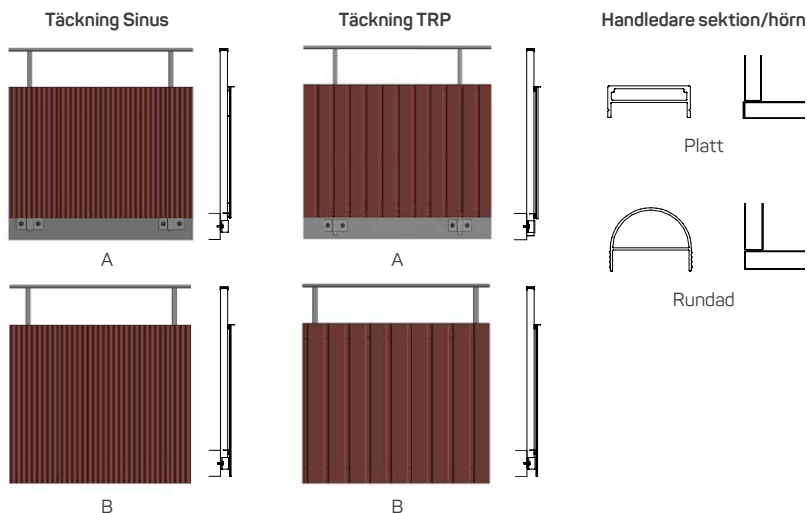 Täckning Sinus
Täckning TRP
Handledare sektion/hörn
Platt
A
A
Rundad
B
B